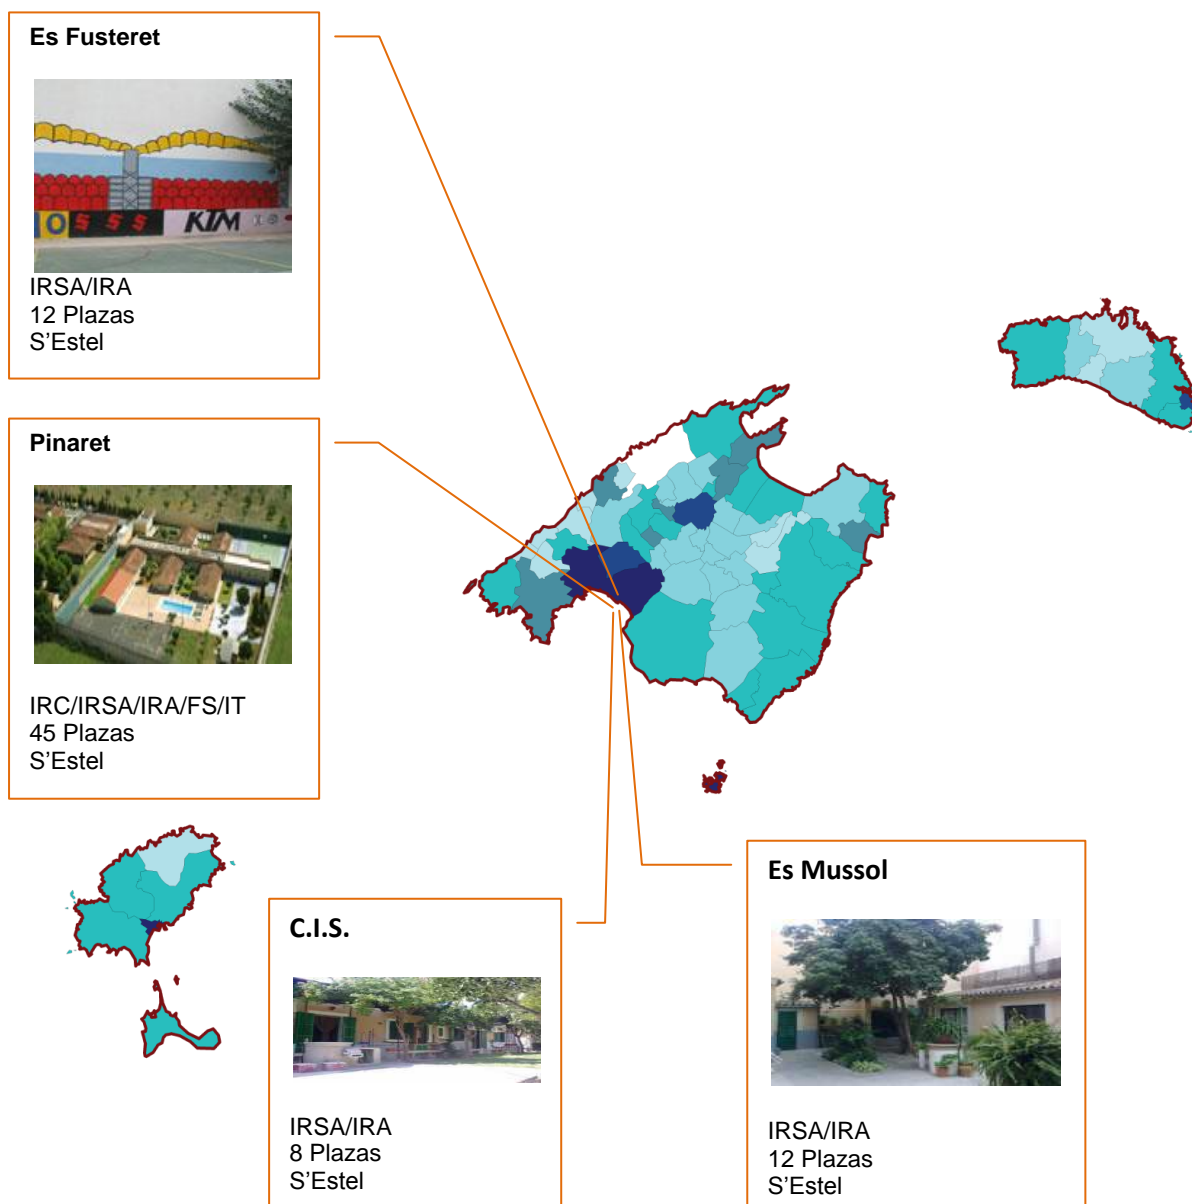 Es Fusteret
KTM
IRSA/IRA
12 Plazas
S'Estel
Pinaret
IRC/IRSA/IRA/FS/IT
45 Plazas
S'Estel
C.I.S.
IRSA/IRA
8 Plazas
S'Estel
Es Mussol
IRSA/IRA
12 Plazas
S'Estel